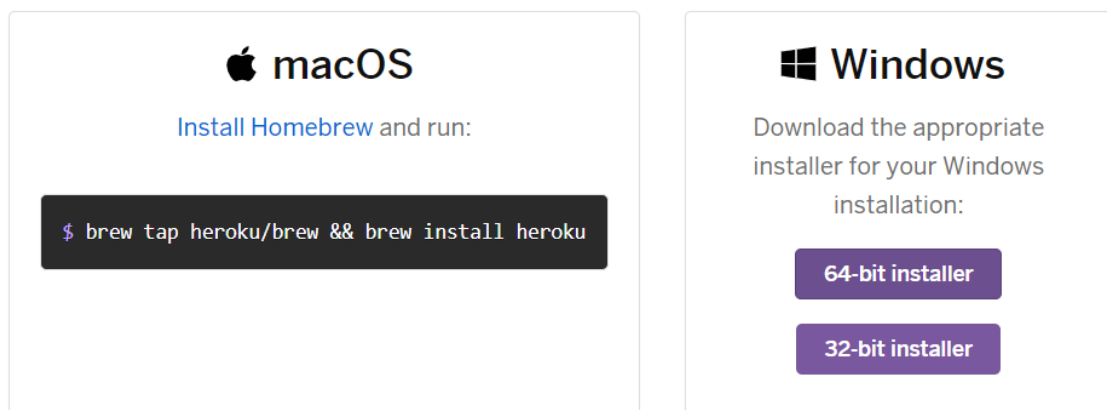 macOS
Install Homebrew and run:
$ brew tap heroku/brew && brew install heroku
Windows
Download the appropriate
installer for your Windows
installation:
64-bit installer
32-bit installer